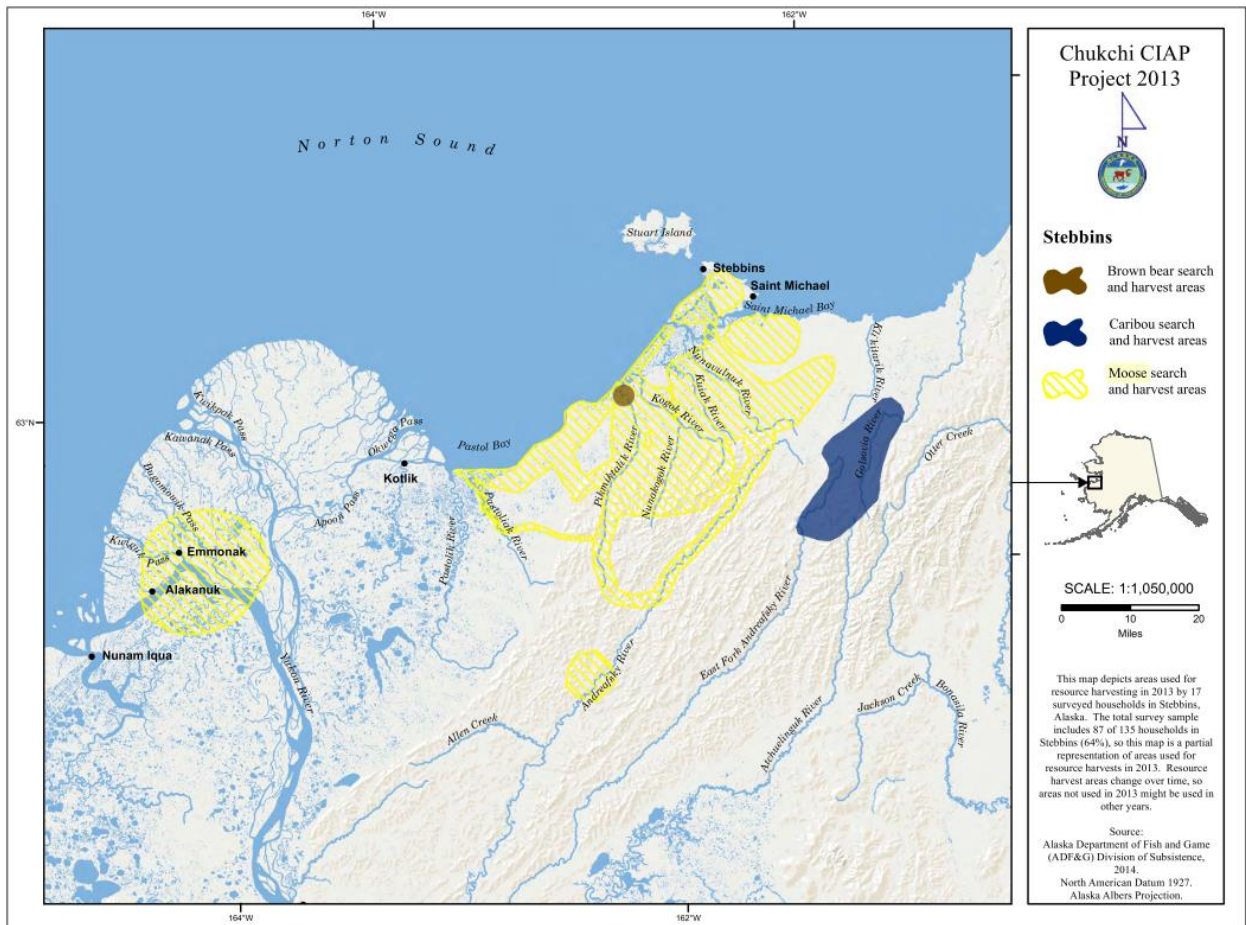 164°W
162°W
Norton Sound
Stuart Island
Stebbins
Saint Michael
Saint Michael Bay
Nunavulnuk River
Kuiak River
Kogok River
Pikmiktalik River
Nunakogok River
Golsovia River
Otter Creek
63°N
Kwikpak Pass
Kawanak Pass
Okwega Pass
Pastol Bay
Kotlik
Apoon Pass
Pastoliak River
Pastolik River
Emmonak
Alakanuk
Nunam Iqua
Yukon River
Andreafsky River
East Fork Andreafsky River
Allen Creek
Jackson Creek
Bonasila River
Atchuelinguk River
164°W
162°W
Chukchi CIAP
Project 2013
N
ALASKA
Stebbins
Brown bear search
and harvest areas
Caribou search
and harvest areas
Moose search
and harvest areas
SCALE: 1:1,050,000
0 10 20
Miles
This map depicts areas used for
resource harvesting in 2013 by 17
surveyed households in Stebbins,
Alaska. The total survey sample
includes 87 of 135 households in
Stebbins (64%), so this map is a partial
representation of areas used for
resource harvests in 2013. Resource
harvest areas change over time, so
areas not used in 2013 might be used in
other years.
Source:
Alaska Department of Fish and Game
(ADF&G) Division of Subsistence,
2014.
North American Datum 1927.
Alaska Albers Projection.